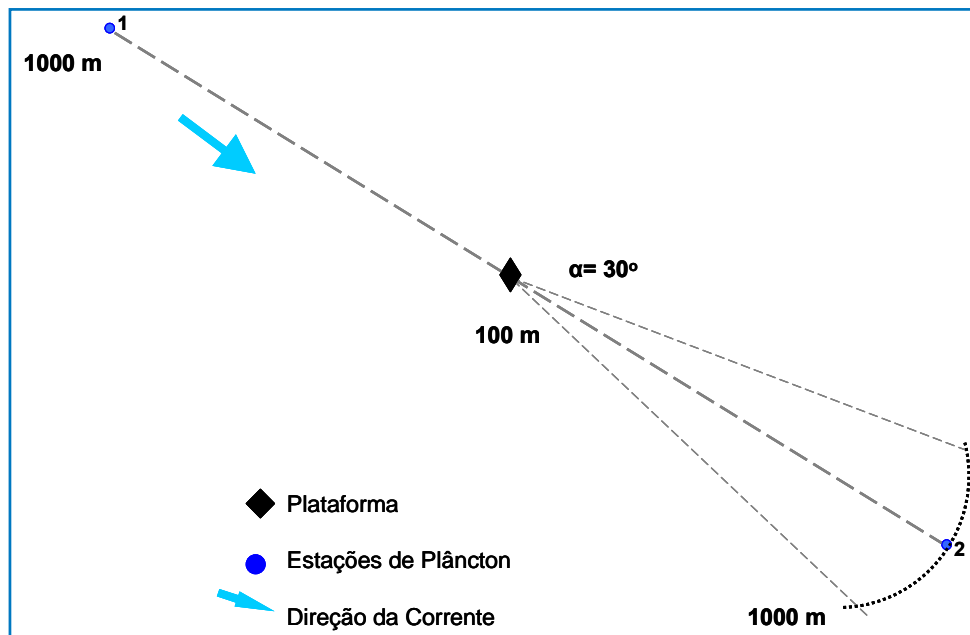 1
1000 m
α= 30º
100 m
Plataforma
Estações de Plâncton
2
Direção da Corrente
1000 m